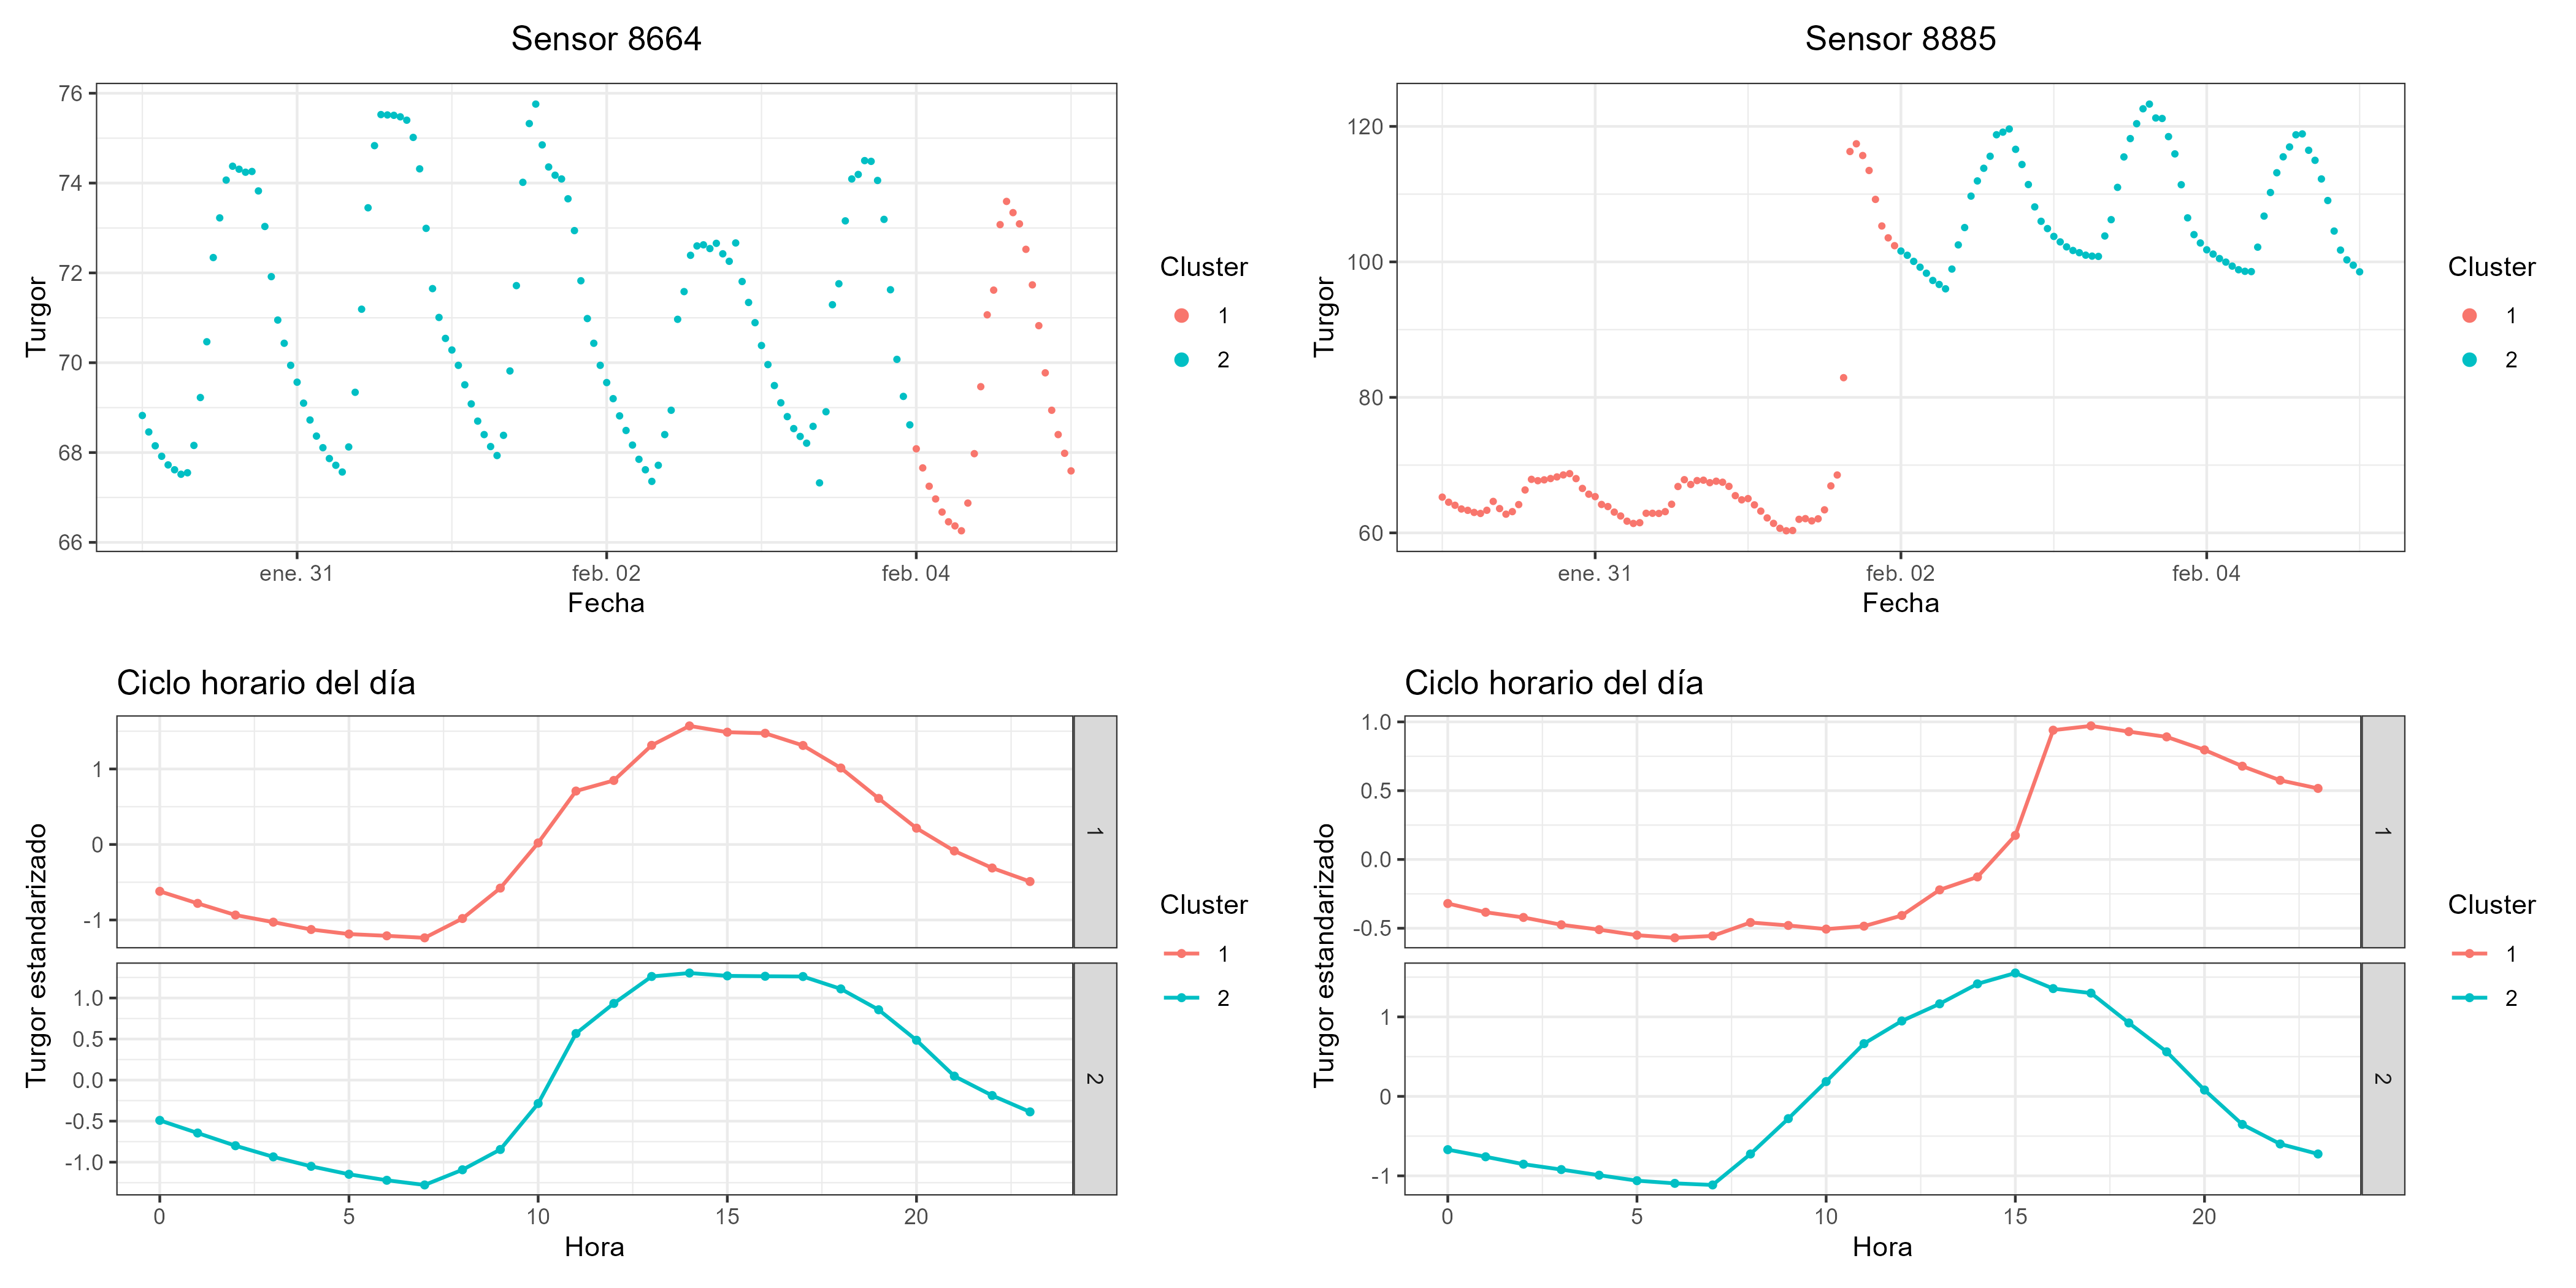 Sensor 8664
76
74
72
70
68
66
Turgor
ene. 31
feb. 02
feb. 04
Fecha
Cluster
1
2
Sensor 8885
120
100
80
60
Turgor
ene. 31
feb. 02
feb. 04
Fecha
Cluster
1
2
Ciclo horario del día
1
0
-1
1
1.0
0.5
0.0
-0.5
-1.0
2
Turgor estandarizado
0
5
10
15
20
Hora
Cluster
1
2
Ciclo horario del día
1.0
0.5
0.0
-0.5
1
1
0
-1
2
Turgor estandarizado
0
5
10
15
20
Hora
Cluster
1
2